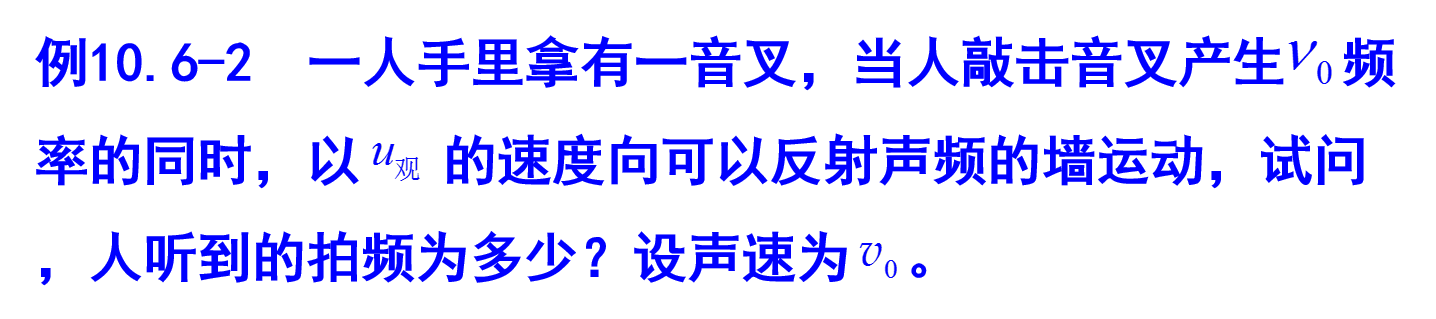 例10.6-2 一人手里拿有一音叉，当人敲击音叉产生ν₀频
率的同时，以u观 的速度向可以反射声频的墙运动，试问
，人听到的拍频为多少？设声速为υ₀。